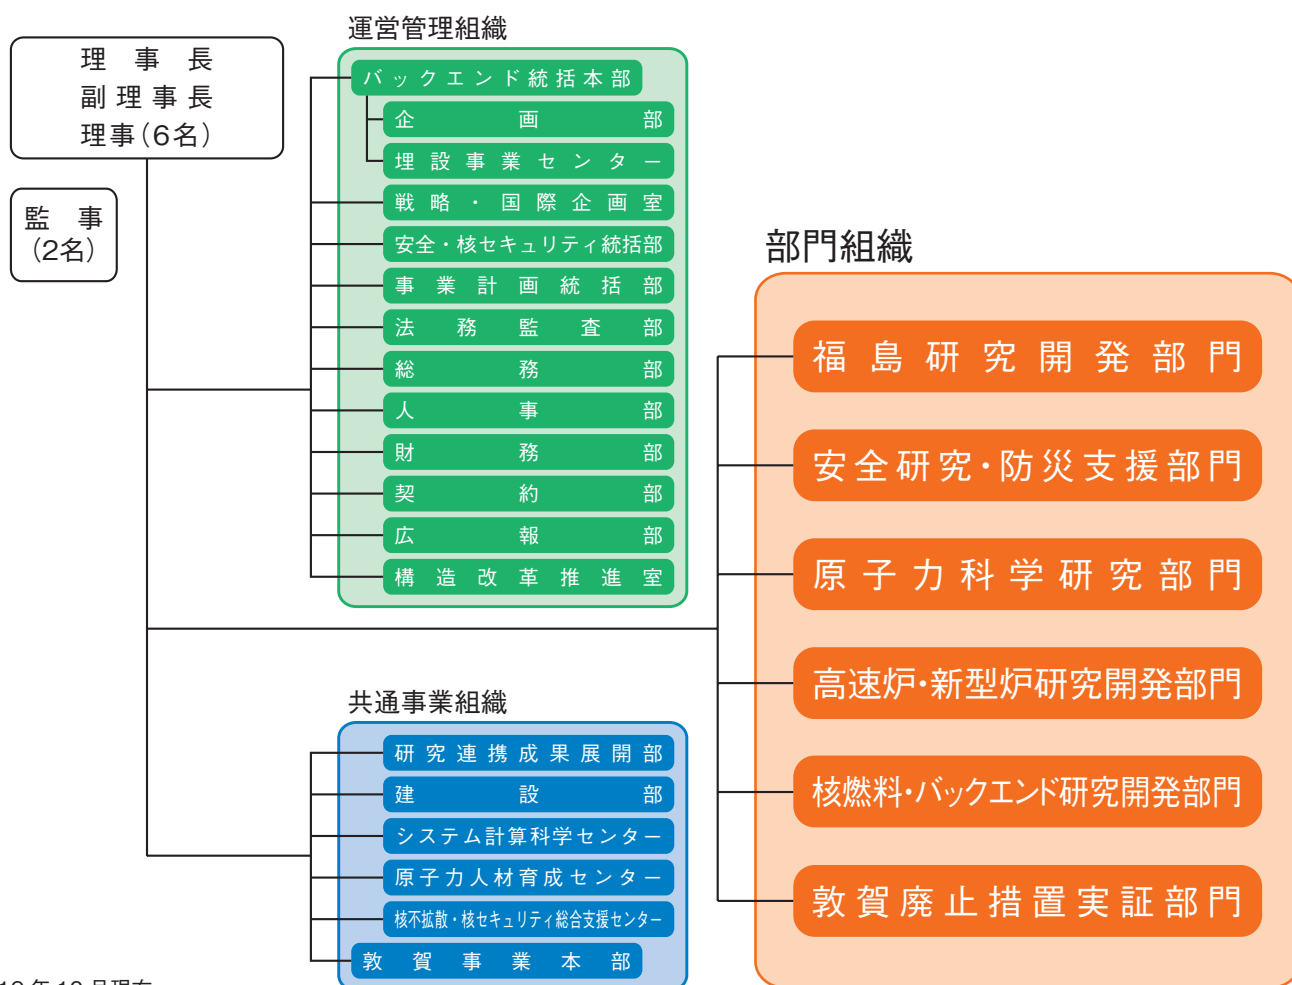 理事長
副理事長
理事(6名)
監事
(2名)
運営管理組織
バックエンド統括本部
企画部
埋設事業センター
戦略・国際企画室
安全・核セキュリティ統括部
事業計画統括部
法務監査部
総務部
人事部
財務部
契約部
広報部
構造改革推進室
共通事業組織
研究連携成果展開部
建設部
システム計算科学センター
原子力人材育成センター
核不拡散・核セキュリティ総合支援センター
敦賀事業本部
部門組織
福島研究開発部門
安全研究・防災支援部門
原子力科学研究部門
高速炉・新型炉研究開発部門
核燃料・バックエンド研究開発部門
敦賀廃止措置実証部門